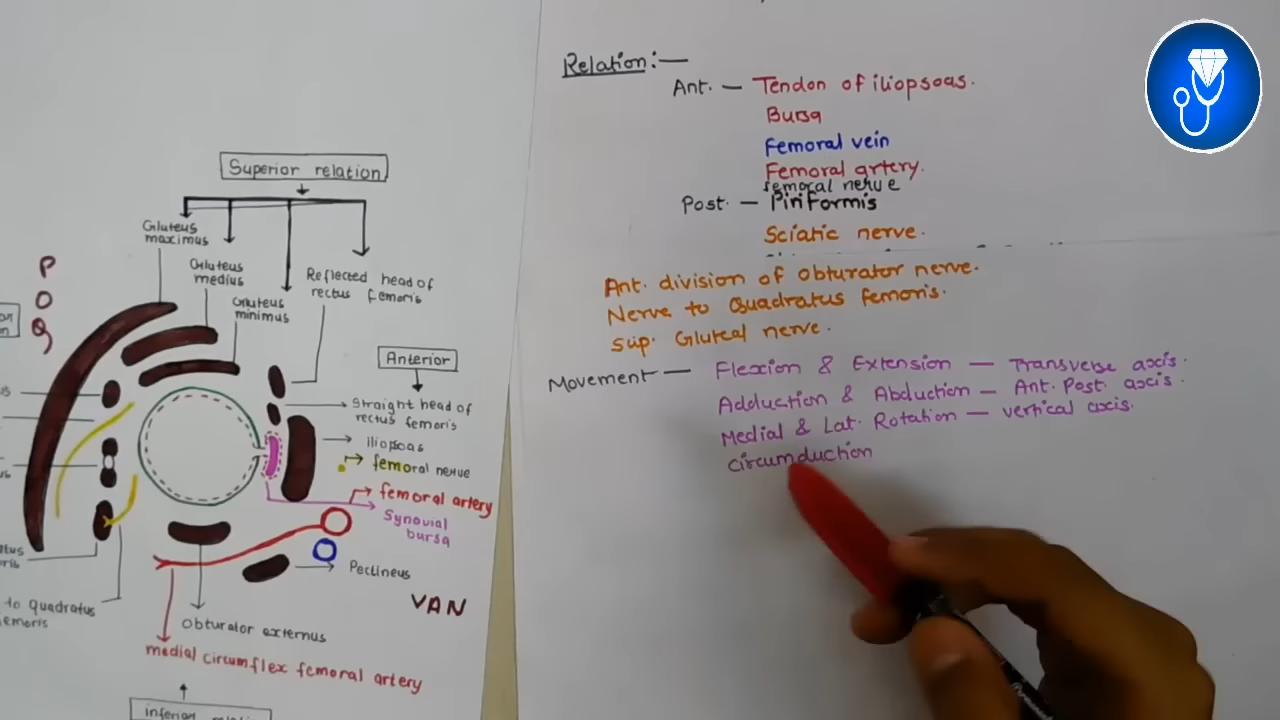 Superior relation
Gluteus
maximus
Gluteus
medius
Gluteus
minimus
Reflected head of
rectus femoris
P
O
Q
Anterior
Straight head of
rectus femoris
iliopsoas
femoral nerve
femoral artery
Synovial
bursa
Pectineus
VAN
to quadratus
obturator externus
medial circumflex femoral artery
Relation:—
Ant. — Tendon of iliopsoas.
Bursa
Femoral vein
Femoral artery.
femoral nerve
Post. — Piriformis
Sciatic nerve.
Ant. division of obturator nerve.
Nerve to Quadratus femoris.
Sup. Gluteal nerve.
Movement — Flexion & Extension — Transverse axis.
Adduction & Abduction — Ant. Post. axis.
Medial & Lat. Rotation — vertical axis.
circumduction